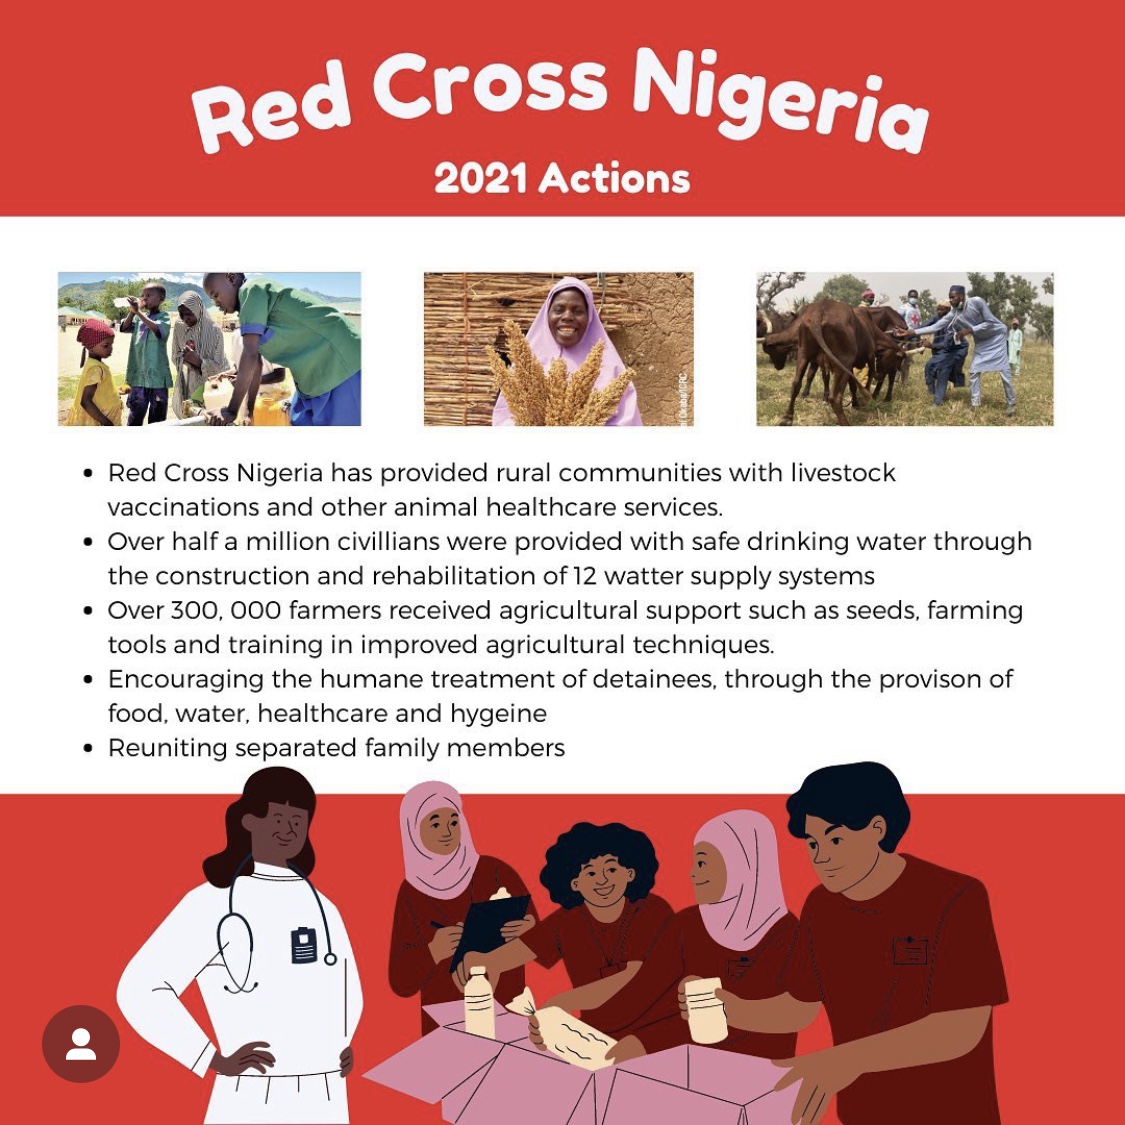 Red Cross Nigeria
2021 Actions
• Red Cross Nigeria has provided rural communities with livestock
vaccinations and other animal healthcare services.
• Over half a million civillians were provided with safe drinking water through
the construction and rehabilitation of 12 watter supply systems
• Over 300, 000 farmers received agricultural support such as seeds, farming
tools and training in improved agricultural techniques.
• Encouraging the humane treatment of detainees, through the provison of
food, water, healthcare and hygeine
• Reuniting separated family members